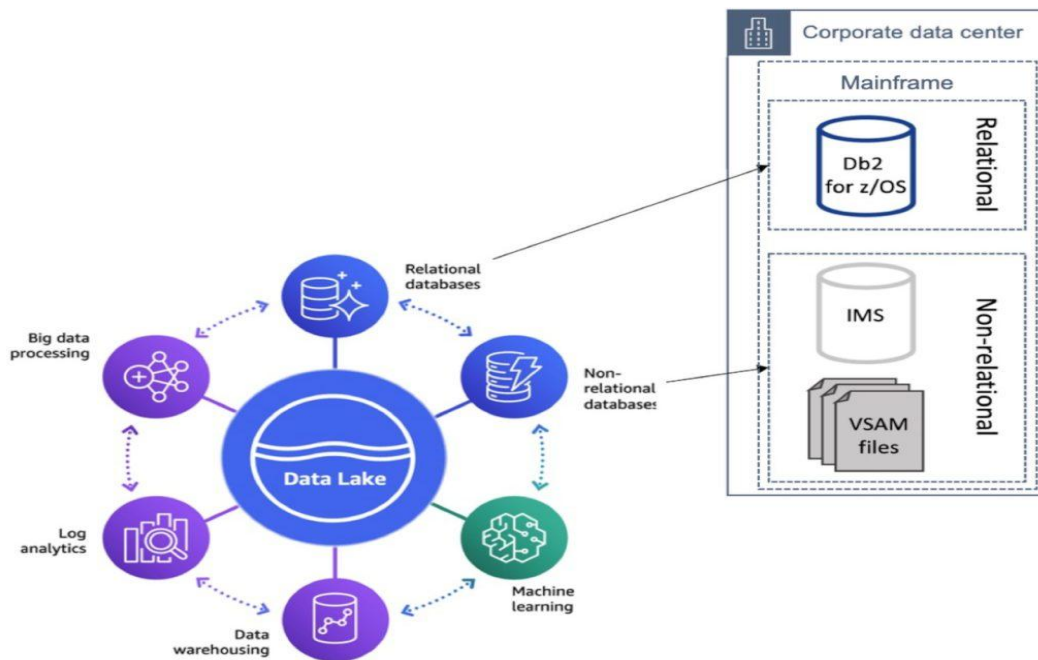 Corporate data center
Mainframe
Db2
for z/OS
Relational
IMS
VSAM
files
Non-relational
Relational
databases
Big data
processing
Non-
relational
databases
Data Lake
Log
analytics
Machine
learning
Data
warehousing